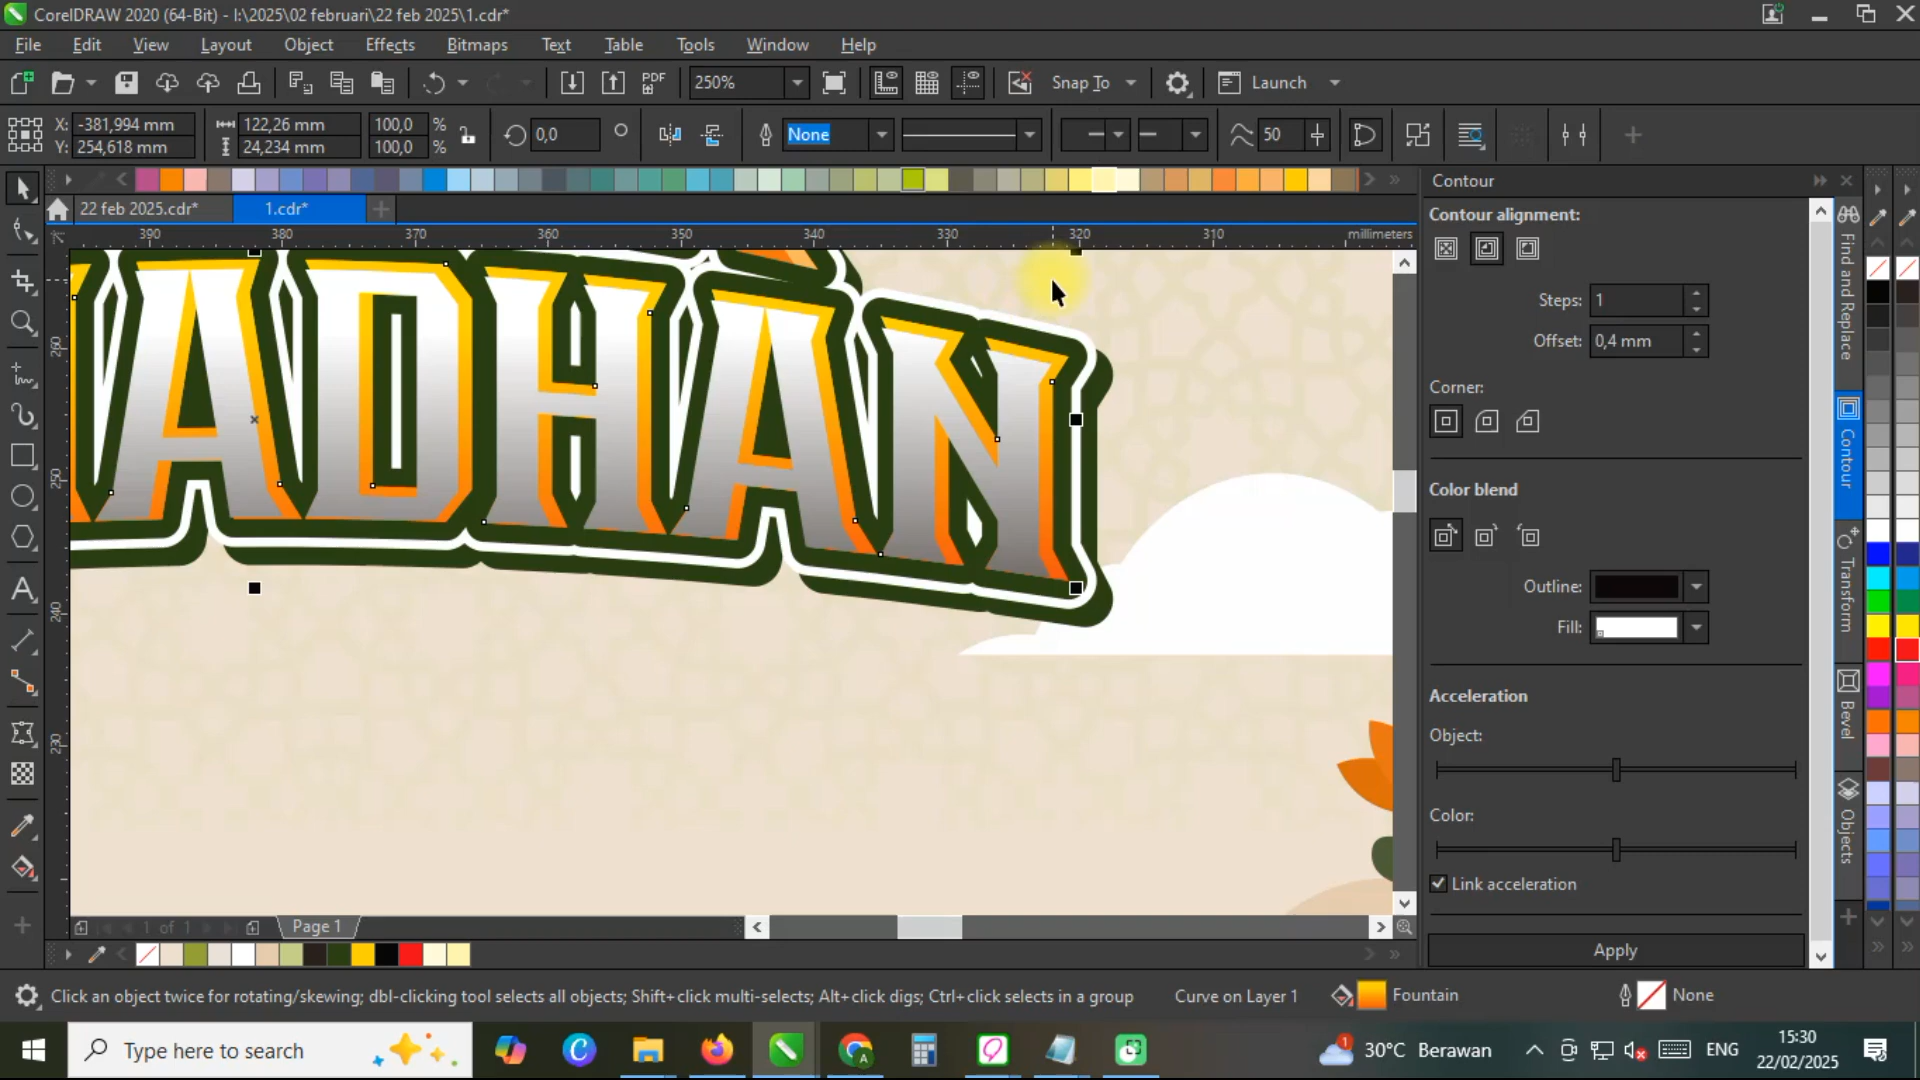 CorelDRAW 2020 (64-Bit) - I:\2025\02 februari\22 feb 2025\1.cdr*
File Edit View Layout Object Effects Bitmaps Text Table Tools Window Help
PDF 250% Snap To Launch
X: -381,994 mm 122,26 mm 100,0 % 0,0 None 50
Y: 254,618 mm 24,234 mm 100,0 %
22 feb 2025.cdr* 1.cdr*
390 380 370 360 350 340 330 320 310 millimeters
260
250
240
230
ADHAN
Contour
Contour alignment:
Steps: 1
Offset: 0,4 mm
Corner:
Color blend
Outline:
Fill:
Acceleration
Object:
Color:
Link acceleration
Apply
Find and Replace
Contour
Transform
Bevel
Objects
1 of 1 Page 1
Click an object twice for rotating/skewing; dbl-clicking tool selects all objects; Shift+click multi-selects; Alt+click digs; Ctrl+click selects in a group Curve on Layer 1 Fountain None
Type here to search 1 30°C Berawan ENG 15:30
22/02/2025